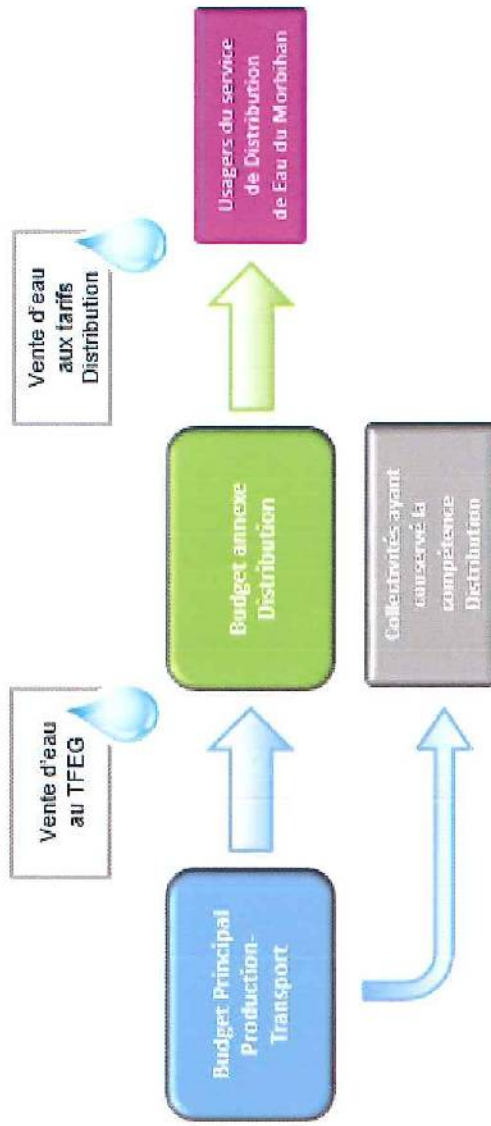 Vente d'eau
au TFEG
Vente d'eau
aux tarifs
Distribution
Budget Principal
Production-
Transport
Budget annexe
Distribution
Usagers du service
de Distribution
de Eau du Morbihan
Collectivités ayant
conservé la
compétence
Distribution